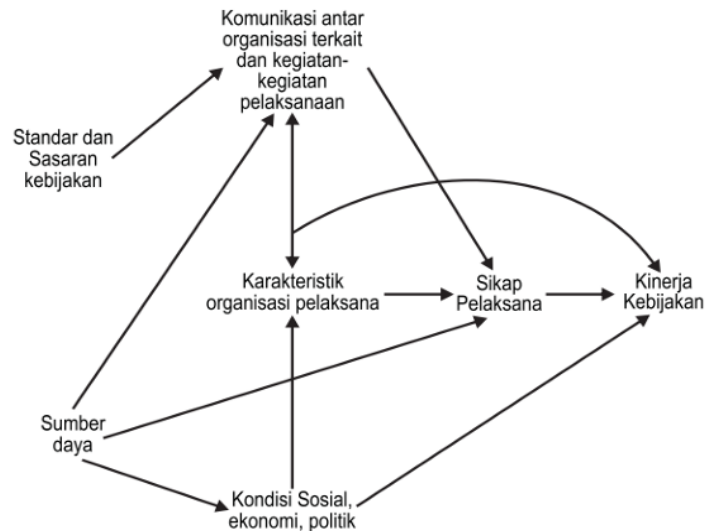 Komunikasi antar
organisasi terkait
dan kegiatan-
kegiatan
pelaksanaan
Standar dan
Sasaran
kebijakan
Karakteristik
organisasi pelaksana
Sikap
Pelaksana
Kinerja
Kebijakan
Sumber
daya
Kondisi Sosial,
ekonomi, politik